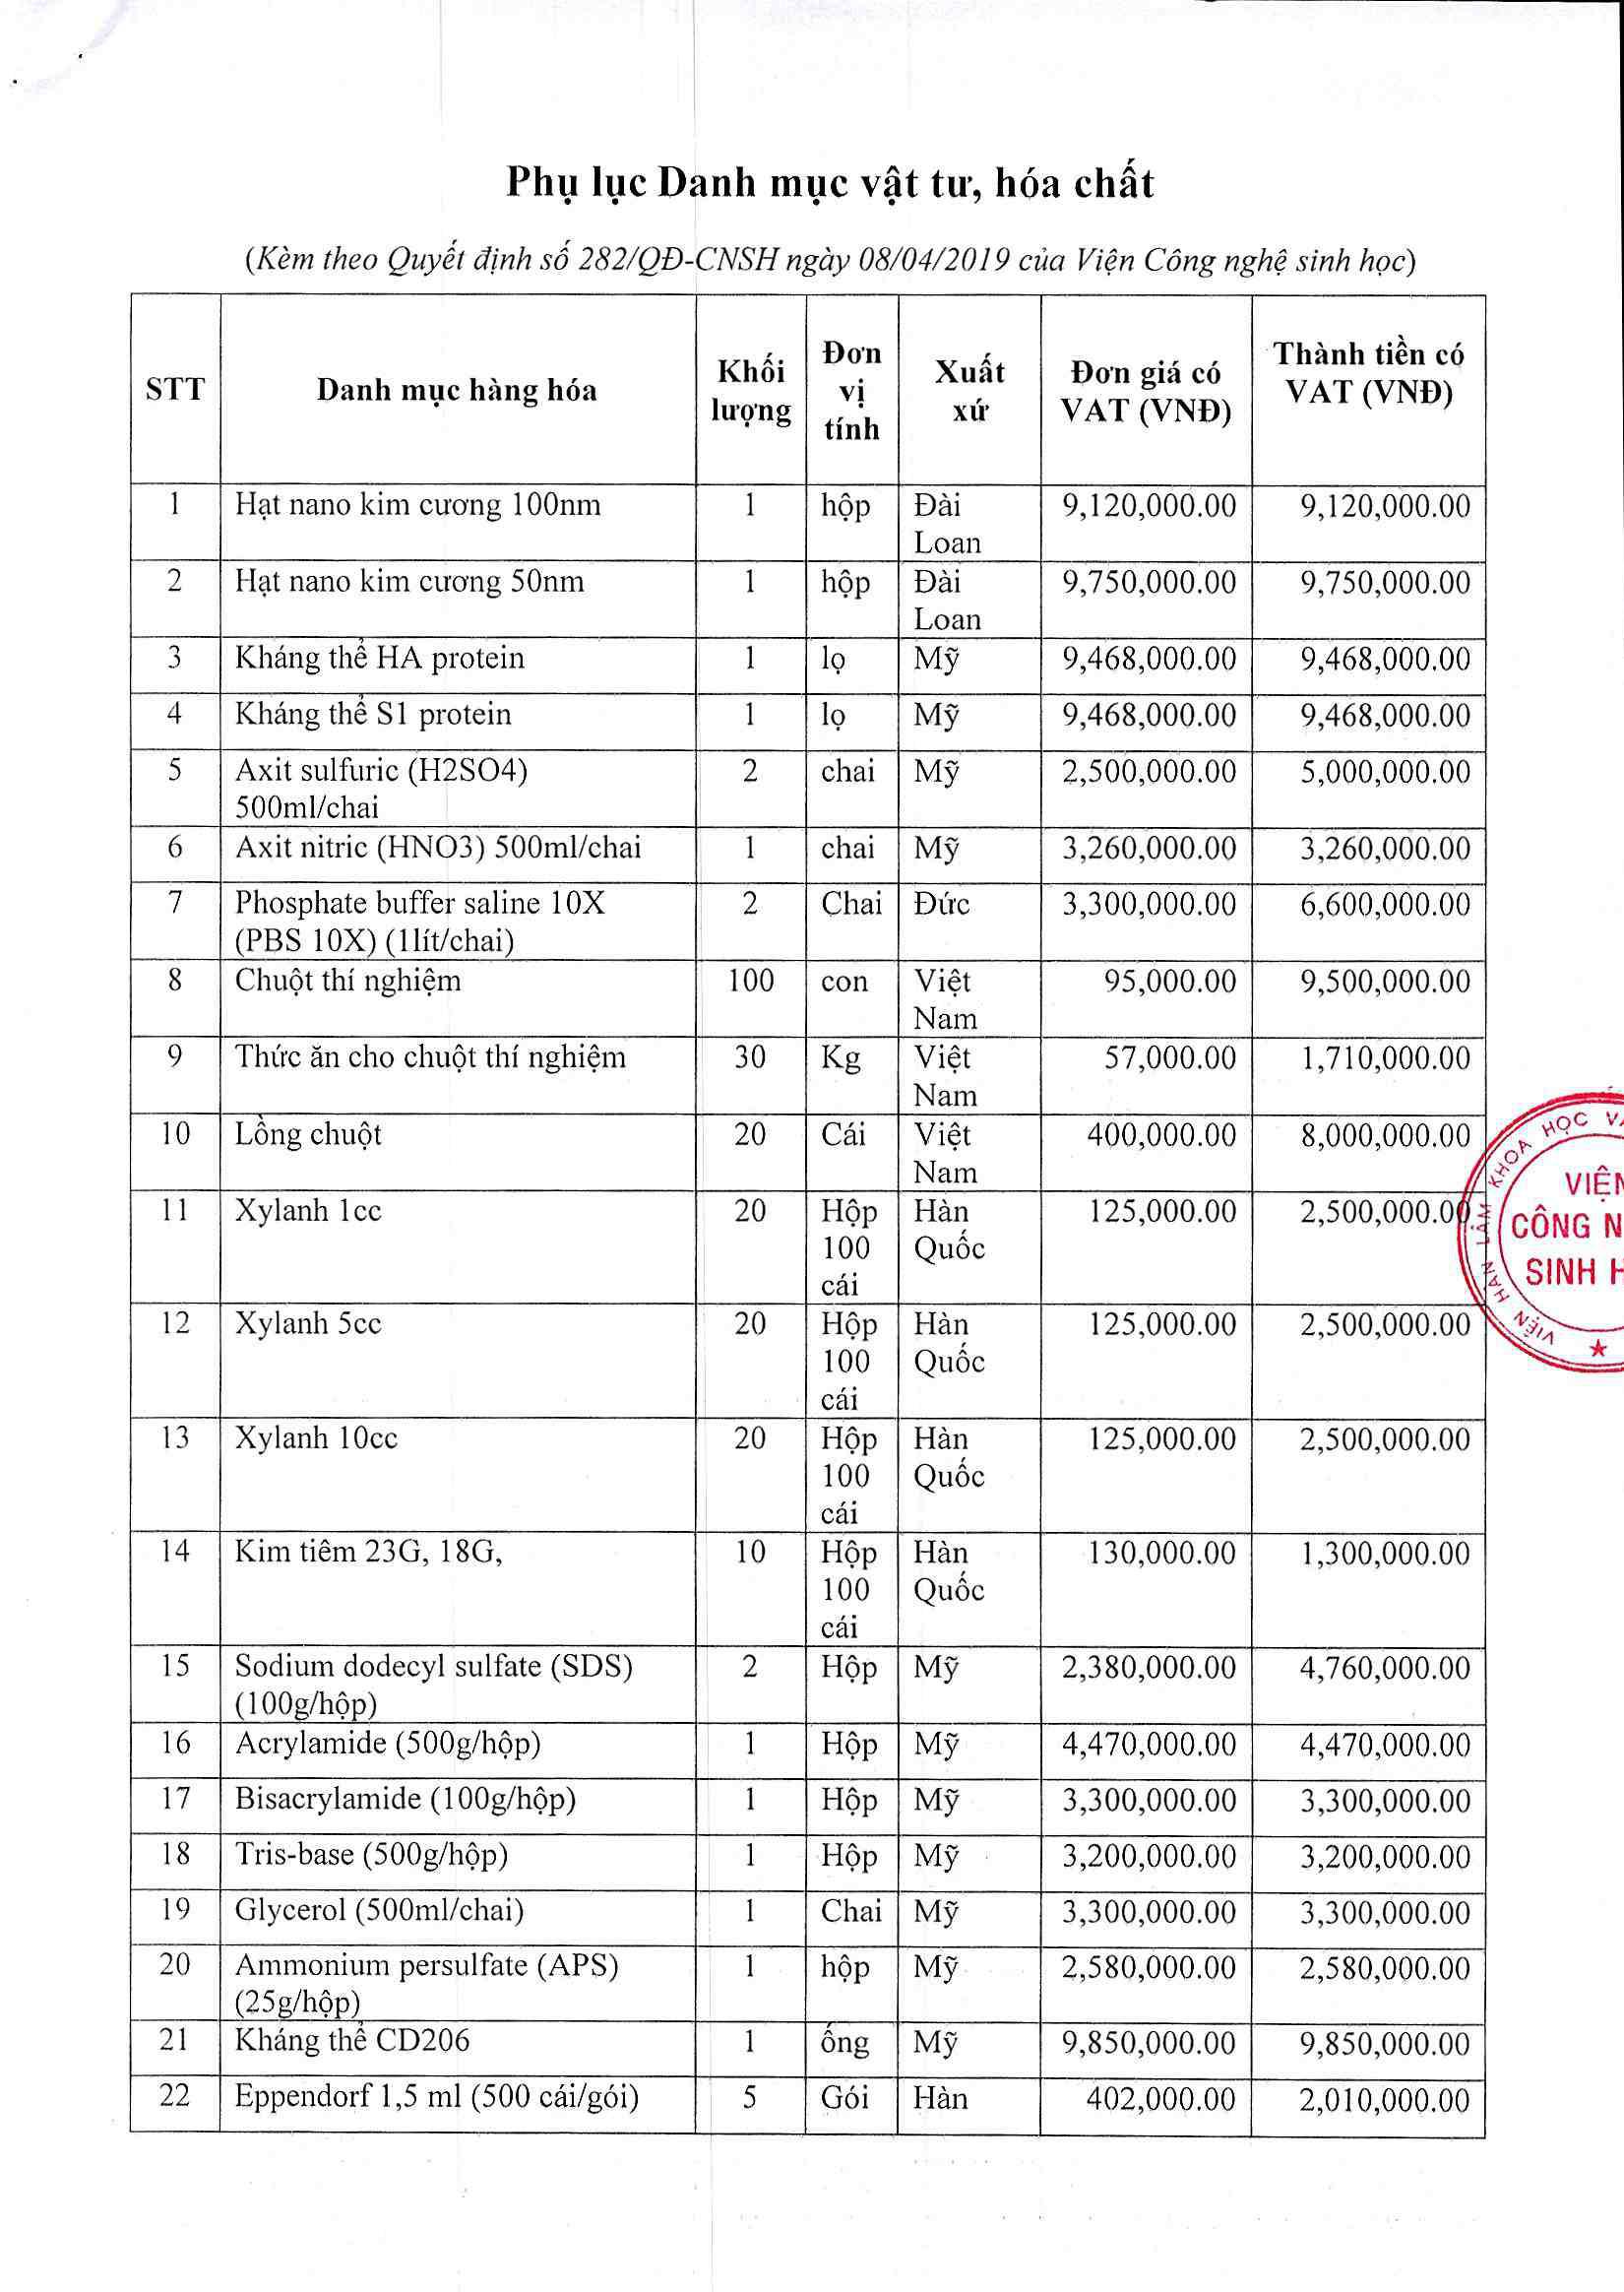 Phụ lục Danh mục vật tư, hóa chất
(Kèm theo Quyết định số 282/QĐ-CNSH ngày 08/04/2019 của Viện Công nghệ sinh học)
STT Danh mục hàng hóa Khối lượng Đơn vị tính Xuất xứ Đơn giá có VAT (VNĐ) Thành tiền có VAT (VNĐ)
1 Hạt nano kim cương 100nm 1 hộp Đài Loan 9,120,000.00 9,120,000.00
2 Hạt nano kim cương 50nm 1 hộp Đài Loan 9,750,000.00 9,750,000.00
3 Kháng thể HA protein 1 lọ Mỹ 9,468,000.00 9,468,000.00
4 Kháng thể S1 protein 1 lọ Mỹ 9,468,000.00 9,468,000.00
5 Axit sulfuric (H2SO4) 500ml/chai 2 chai Mỹ 2,500,000.00 5,000,000.00
6 Axit nitric (HNO3) 500ml/chai 1 chai Mỹ 3,260,000.00 3,260,000.00
7 Phosphate buffer saline 10X (PBS 10X) (1lít/chai) 2 Chai Đức 3,300,000.00 6,600,000.00
8 Chuột thí nghiệm 100 con Việt Nam 95,000.00 9,500,000.00
9 Thức ăn cho chuột thí nghiệm 30 Kg Việt Nam 57,000.00 1,710,000.00
10 Lồng chuột 20 Cái Việt Nam 400,000.00 8,000,000.00
11 Xylanh 1cc 20 Hộp 100 cái Hàn Quốc 125,000.00 2,500,000.00
12 Xylanh 5cc 20 Hộp 100 cái Hàn Quốc 125,000.00 2,500,000.00
13 Xylanh 10cc 20 Hộp 100 cái Hàn Quốc 125,000.00 2,500,000.00
14 Kim tiêm 23G, 18G, 10 Hộp 100 cái Hàn Quốc 130,000.00 1,300,000.00
15 Sodium dodecyl sulfate (SDS) (100g/hộp) 2 Hộp Mỹ 2,380,000.00 4,760,000.00
16 Acrylamide (500g/hộp) 1 Hộp Mỹ 4,470,000.00 4,470,000.00
17 Bisacrylamide (100g/hộp) 1 Hộp Mỹ 3,300,000.00 3,300,000.00
18 Tris-base (500g/hộp) 1 Hộp Mỹ 3,200,000.00 3,200,000.00
19 Glycerol (500ml/chai) 1 Chai Mỹ 3,300,000.00 3,300,000.00
20 Ammonium persulfate (APS) (25g/hộp) 1 hộp Mỹ 2,580,000.00 2,580,000.00
21 Kháng thể CD206 1 ống Mỹ 9,850,000.00 9,850,000.00
22 Eppendorf 1,5 ml (500 cái/gói) 5 Gói Hàn 402,000.00 2,010,000.00
VIỆN HÀN LÂM KHOA HỌC
VIỆN
CÔNG N
SINH H